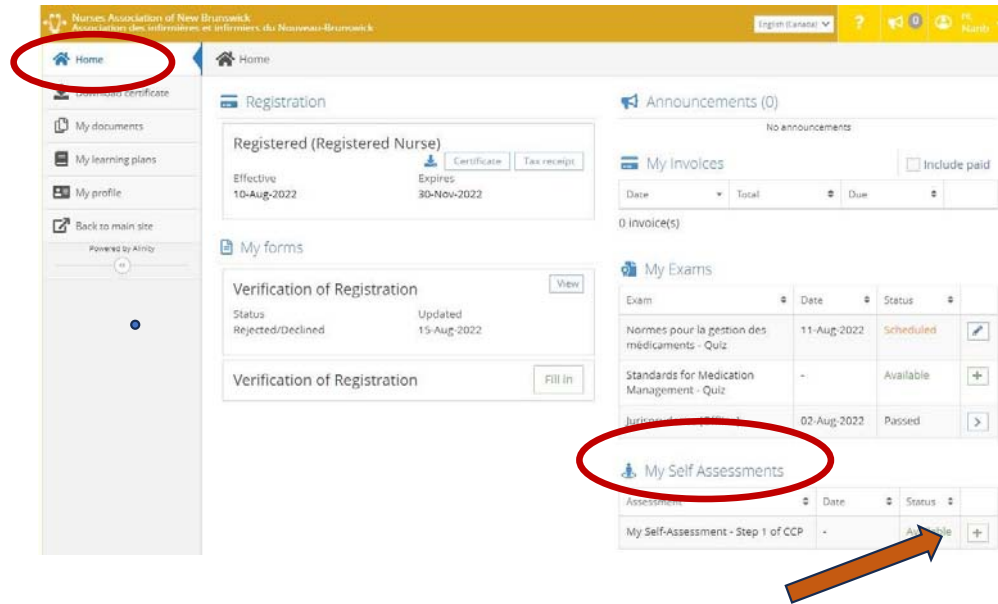 Nurses Association of New Brunswick
Association des infirmières et infirmiers du Nouveau-Brunswick
English (Canada)
?
0
Hi,
Home
Download certificate
My documents
My learning plans
My profile
Back to main site
Powered by Alinity
Home
Registration
Registered (Registered Nurse)
Certificate
Tax receipt
Effective Expires
10-Aug-2022 30-Nov-2022
My forms
Verification of Registration
View
Status Updated
Rejected/Declined 15-Aug-2022
Verification of Registration
Fill in
Announcements (0)
No announcements
My Invoices
Include paid
Date Total Due
0 invoice(s)
My Exams
Exam Date Status
Normes pour la gestion des 11-Aug-2022 Scheduled
médicaments - Quiz
Standards for Medication - Available
Management - Quiz
02-Aug-2022 Passed
My Self Assessments
Assessment Date Status
My Self-Assessment - Step 1 of CCP - Available